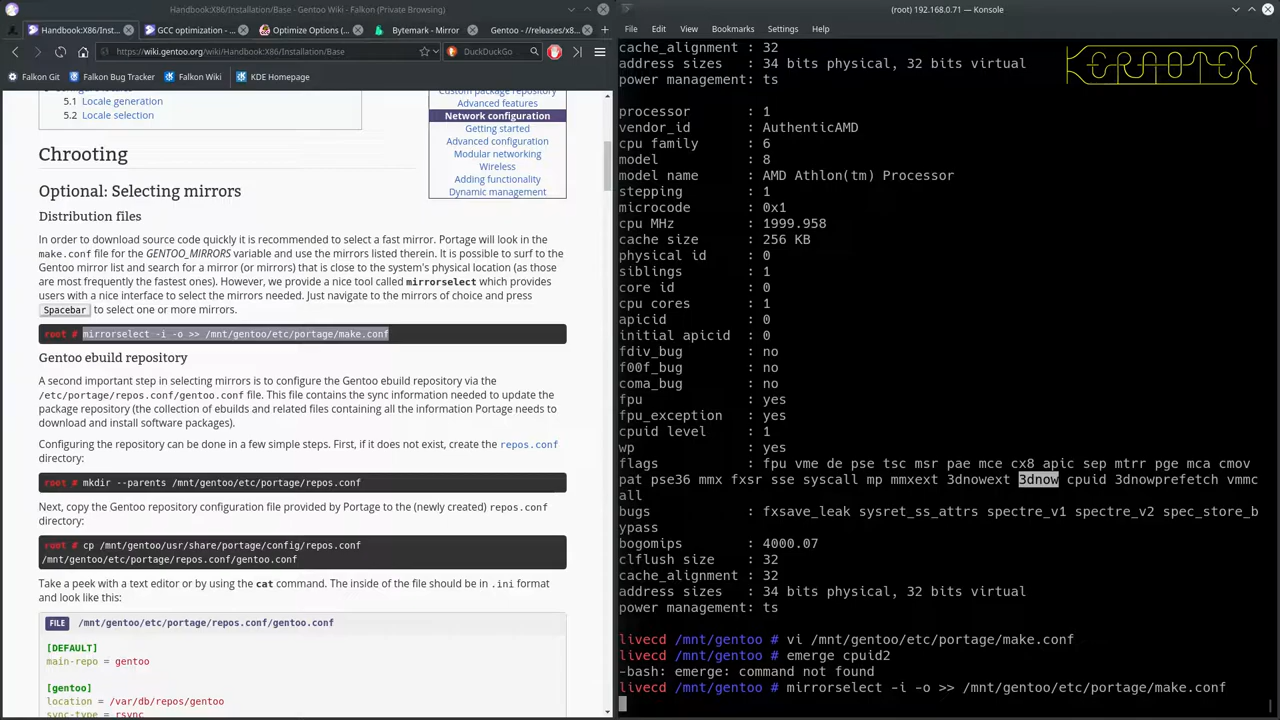 Handbook:X86/Installation/Base - Gentoo Wiki - Falkon (Private Browsing)
Handbook:X86/Inst...
GCC optimization - ...
Optimize Options (...
Bytemark - Mirror
Gentoo - //releases/x8...
https://wiki.gentoo.org/wiki/Handbook:X86/Installation/Base
DuckDuckGo
Falkon Git
Falkon Bug Tracker
Falkon Wiki
KDE Homepage
5.1 Locale generation
5.2 Locale selection
Custom package repository
Advanced features
Network configuration
Getting started
Advanced configuration
Modular networking
Wireless
Adding functionality
Dynamic management
Chrooting
Optional: Selecting mirrors
Distribution files
In order to download source code quickly it is recommended to select a fast mirror. Portage will look in the
make.conf file for the GENTOO_MIRRORS variable and use the mirrors listed therein. It is possible to surf to the
Gentoo mirror list and search for a mirror (or mirrors) that is close to the system's physical location (as those
are most frequently the fastest ones). However, we provide a nice tool called mirrorselect which provides
users with a nice interface to select the mirrors needed. Just navigate to the mirrors of choice and press
Spacebar to select one or more mirrors.
root # mirrorselect -i -o >> /mnt/gentoo/etc/portage/make.conf
Gentoo ebuild repository
A second important step in selecting mirrors is to configure the Gentoo ebuild repository via the
/etc/portage/repos.conf/gentoo.conf file. This file contains the sync information needed to update the
package repository (the collection of ebuilds and related files containing all the information Portage needs to
download and install software packages).
Configuring the repository can be done in a few simple steps. First, if it does not exist, create the repos.conf
directory:
root # mkdir --parents /mnt/gentoo/etc/portage/repos.conf
Next, copy the Gentoo repository configuration file provided by Portage to the (newly created) repos.conf
directory:
root # cp /mnt/gentoo/usr/share/portage/config/repos.conf
/mnt/gentoo/etc/portage/repos.conf/gentoo.conf
Take a peek with a text editor or by using the cat command. The inside of the file should be in .ini format
and look like this:
FILE /mnt/gentoo/etc/portage/repos.conf/gentoo.conf
[DEFAULT]
main-repo = gentoo
[gentoo]
location = /var/db/repos/gentoo
sync-type = rsync
(root) 192.168.0.71 — Konsole
File Edit View Bookmarks Settings Help
KERAOTEX
cache_alignment : 32
address sizes : 34 bits physical, 32 bits virtual
power management: ts
processor : 1
vendor_id : AuthenticAMD
cpu family : 6
model : 8
model name : AMD Athlon(tm) Processor
stepping : 1
microcode : 0x1
cpu MHz : 1999.958
cache size : 256 KB
physical id : 0
siblings : 1
core id : 0
cpu cores : 1
apicid : 0
initial apicid : 0
fdiv_bug : no
f00f_bug : no
coma_bug : no
fpu : yes
fpu_exception : yes
cpuid level : 1
wp : yes
flags : fpu vme de pse tsc msr pae mce cx8 apic sep mtrr pge mca cmov
pat pse36 mmx fxsr sse syscall mp mmxext 3dnowext 3dnow cpuid 3dnowprefetch vmmc
all
bugs : fxsave_leak sysret_ss_attrs spectre_v1 spectre_v2 spec_store_b
ypass
bogomips : 4000.07
clflush size : 32
cache_alignment : 32
address sizes : 34 bits physical, 32 bits virtual
power management: ts
livecd /mnt/gentoo # vi /mnt/gentoo/etc/portage/make.conf
livecd /mnt/gentoo # emerge cpuid2
-bash: emerge: command not found
livecd /mnt/gentoo # mirrorselect -i -o >> /mnt/gentoo/etc/portage/make.conf